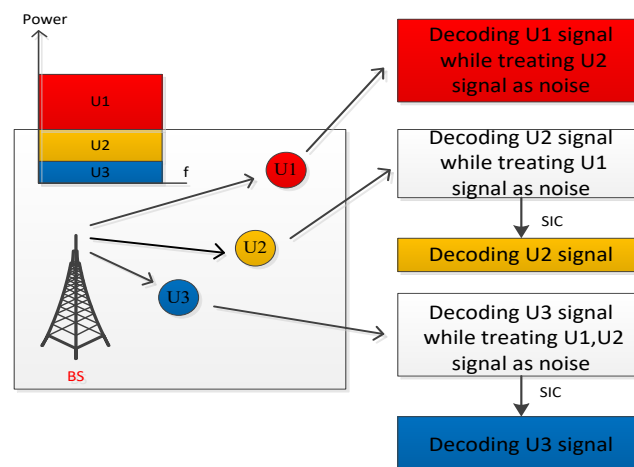 Power
U1
U2
U3
f
U1
U2
U3
BS
Decoding U1 signal
while treating U2
signal as noise
Decoding U2 signal
while treating U1
signal as noise
SIC
Decoding U2 signal
Decoding U3 signal
while treating U1,U2
signal as noise
SIC
Decoding U3 signal